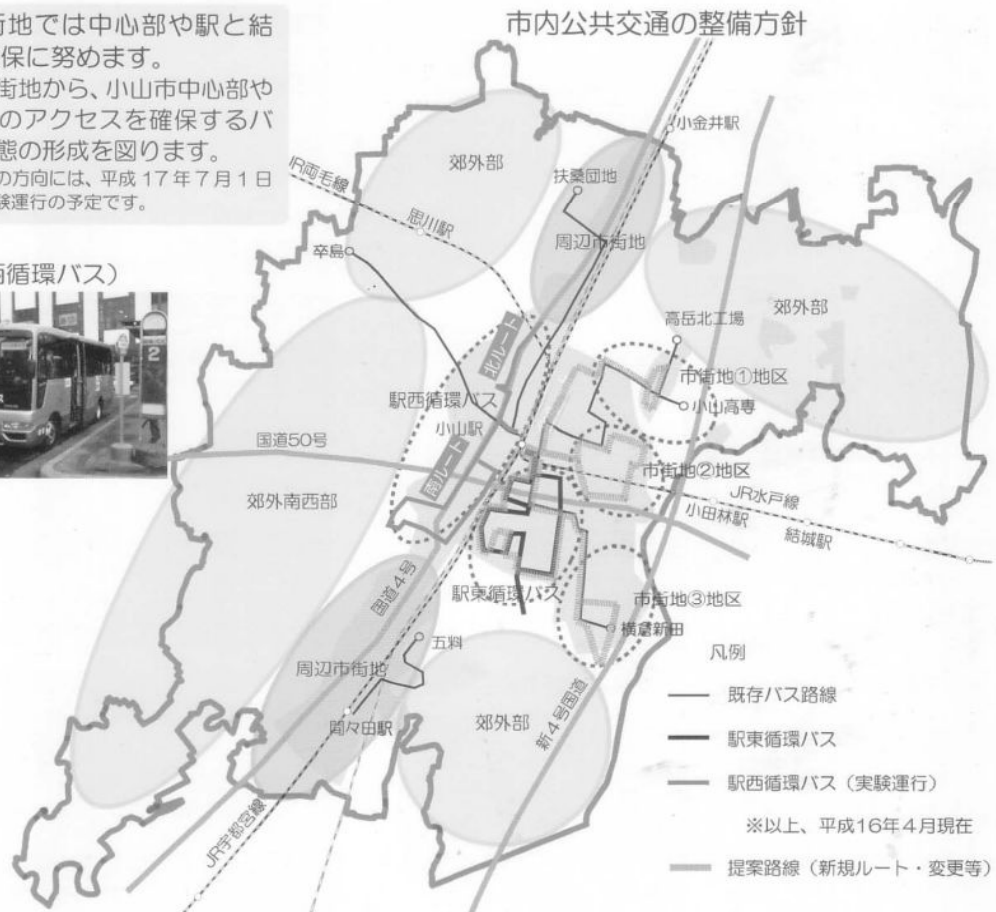 市内公共交通の整備方針
街地では中心部や駅と結
保に努めます。
街地から、小山市中心部や
のアクセスを確保するバ
態の形成を図ります。
の方向には、平成17年7月1日
験運行の予定です。
西循環バス）
2
小金井駅
郊外部
扶桑団地
JR両毛線
思川駅
周辺市街地
卒島
郊外部
高岳北工場
北ルート
市街地①地区
駅西循環バス
小山高専
小山駅
国道50号
南ルート
市街地②地区
郊外南西部
JR水戸線
小田林駅
結城駅
国道4号
駅東循環バス
市街地③地区
横倉新田
五料
周辺市街地
間々田駅
郊外部
新4号国道
JR宇都宮線
凡例
既存バス路線
駅東循環バス
駅西循環バス（実験運行）
※以上、平成16年4月現在
提案路線（新規ルート・変更等）